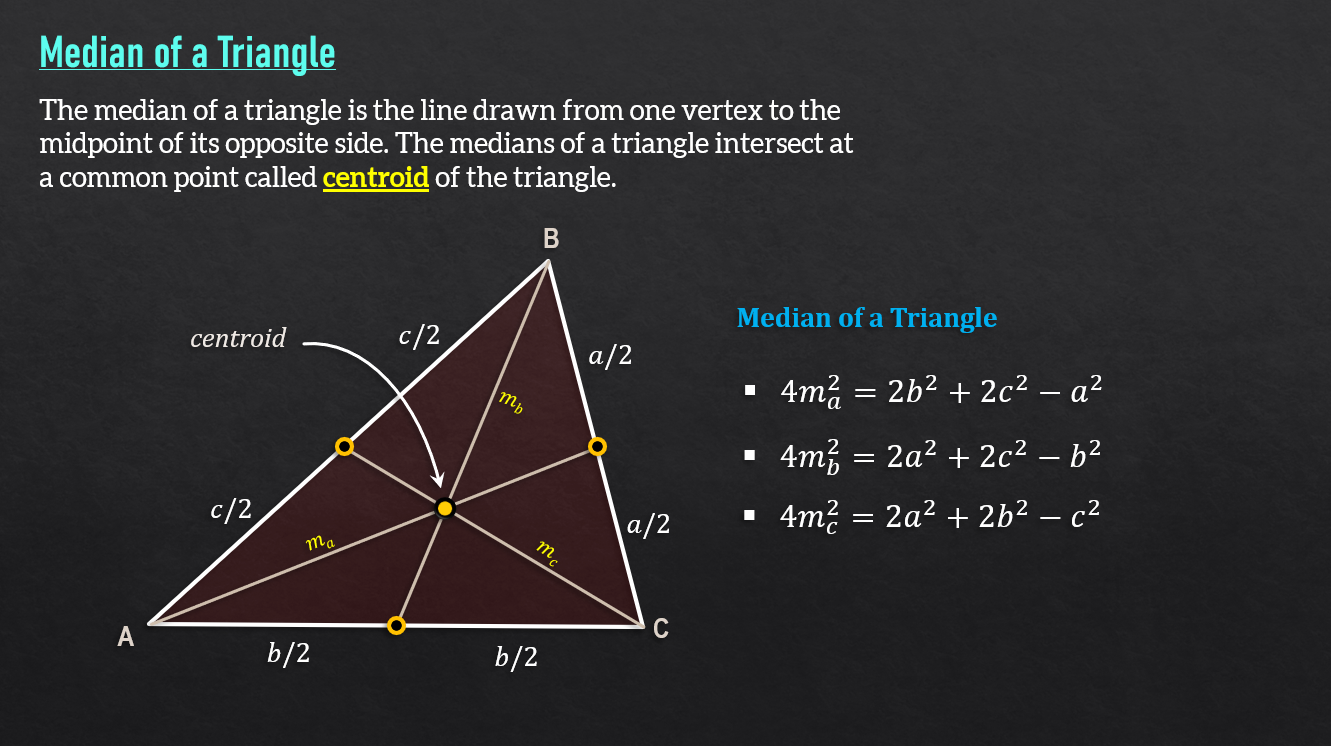 Median of a Triangle
The median of a triangle is the line drawn from one vertex to the
midpoint of its opposite side. The medians of a triangle intersect at
a common point called centroid of the triangle.
B
centroid
c/2
a/2
m_b
c/2
m_a
m_c
a/2
A
C
b/2
b/2
Median of a Triangle
▪ 4m_a^2 = 2b^2 + 2c^2 − a^2
▪ 4m_b^2 = 2a^2 + 2c^2 − b^2
▪ 4m_c^2 = 2a^2 + 2b^2 − c^2